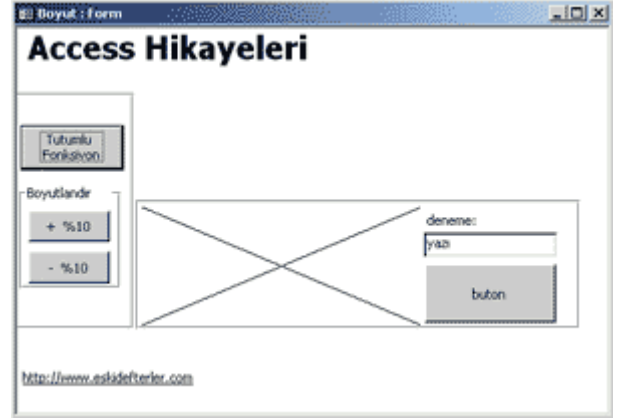 Boyut : form
Access Hikayeleri
Tutumlu
Fonksiyon
Boyutlandır
+ %10
- %10
deneme:
yazı
buton
http://www.eskidefterler.com